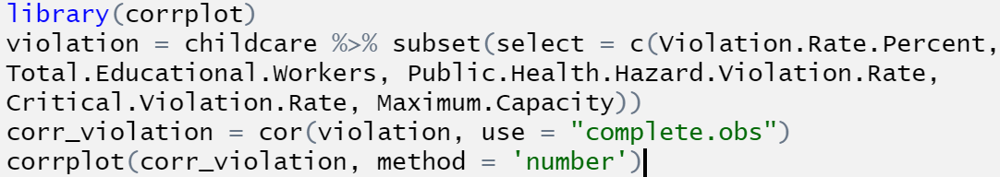 library(corrplot)
violation = childcare %>% subset(select = c(Violation.Rate.Percent,
Total.Educational.Workers, Public.Health.Hazard.Violation.Rate,
Critical.Violation.Rate, Maximum.Capacity))
corr_violation = cor(violation, use = "complete.obs")
corrplot(corr_violation, method = 'number')